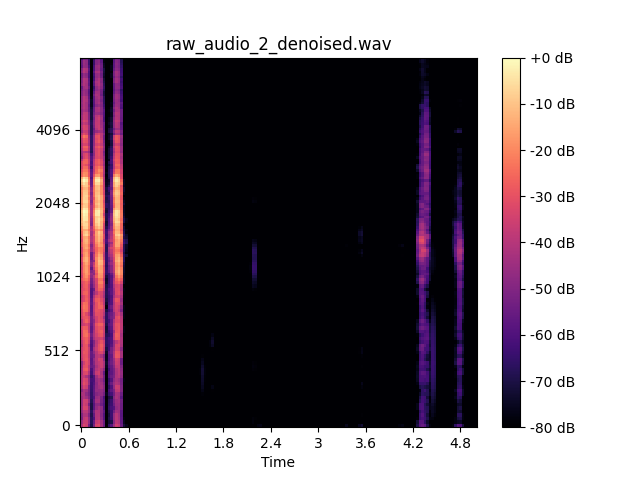 raw_audio_2_denoised.wav
Hz
4096
2048
1024
512
0
0 0.6 1.2 1.8 2.4 3 3.6 4.2 4.8
Time
+0 dB
-10 dB
-20 dB
-30 dB
-40 dB
-50 dB
-60 dB
-70 dB
-80 dB